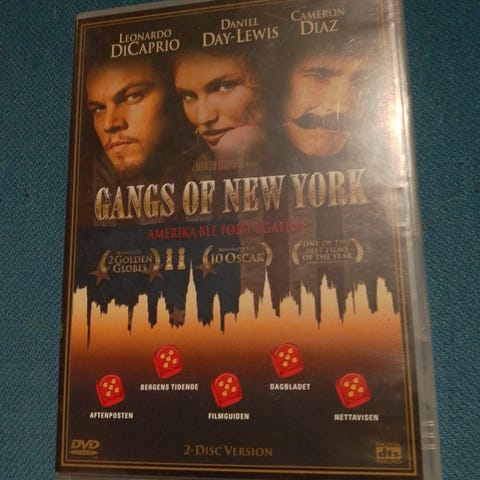 LEONARDO DICAPRIO
DANIEL DAY-LEWIS
CAMERON DIAZ
GANGS OF NEW YORK
AMERIKA BLE FØDT I GATENE
2 GOLDEN GLOBES
10 OSCAR
ONE OF THE BEST FILMS OF THE YEAR
AFTENPOSTEN
BERGENS TIDENDE
FILMGUIDEN
DAGBLADET
NETTAVISEN
DVD
2-DISC VERSION
dts